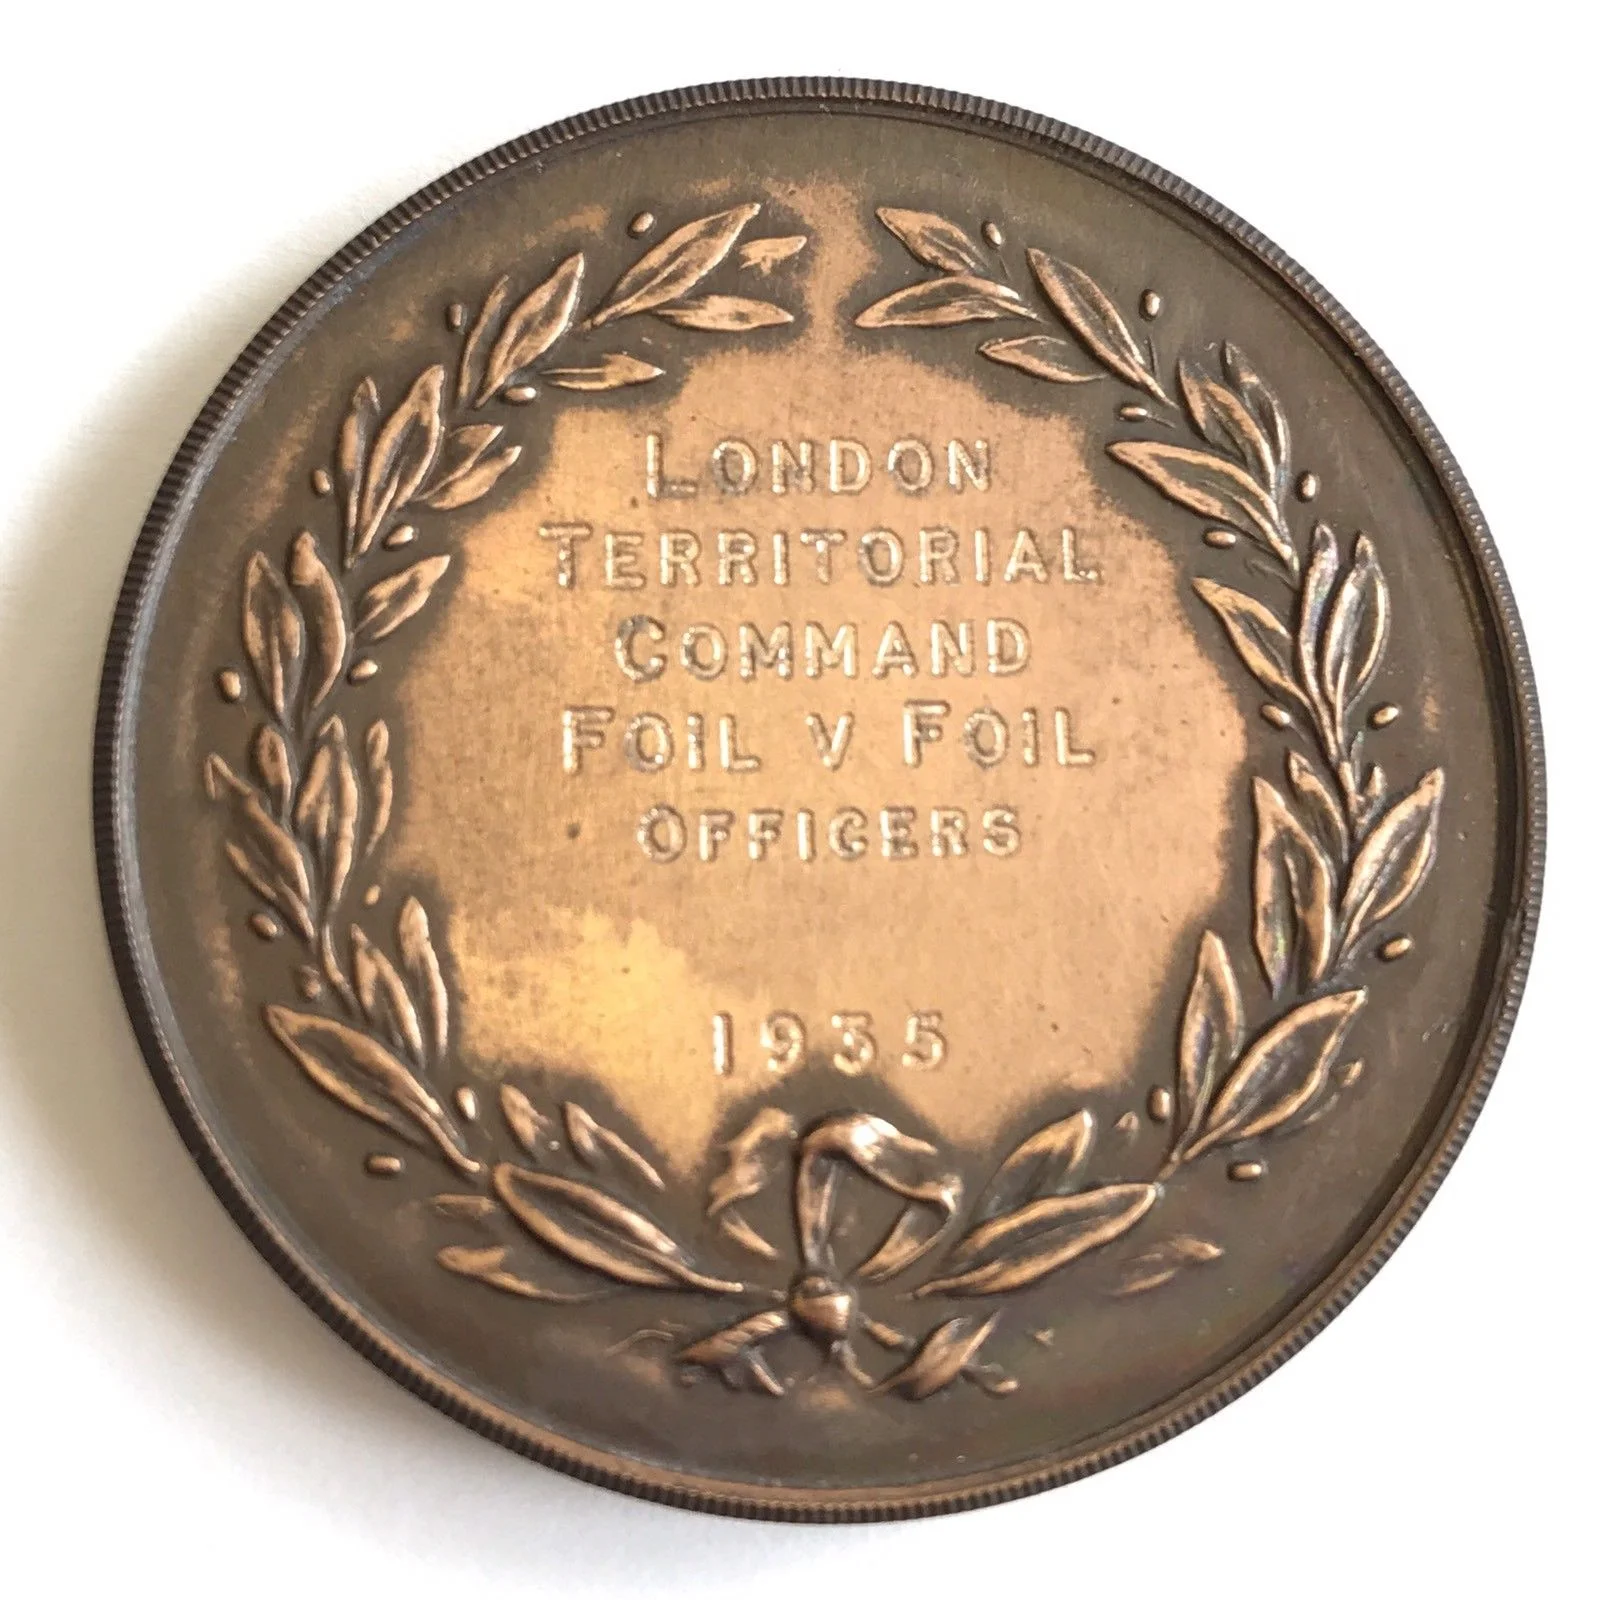 LONDON
TERRITORIAL
COMMAND
FOIL V FOIL
OFFICERS
1935